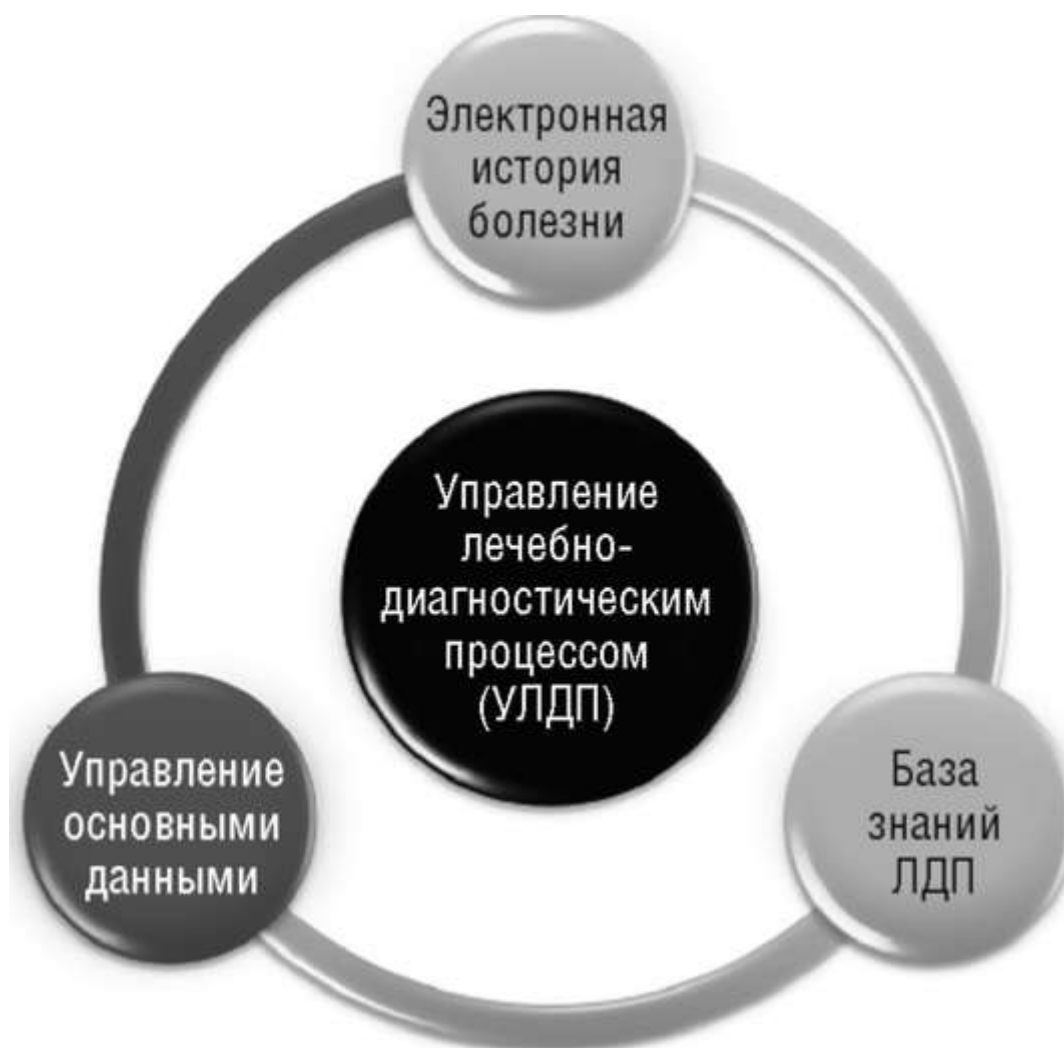 Электронная
история
болезни
Управление
лечебно-
диагностическим
процессом
(УЛДП)
Управление
основными
данными
База
знаний
ЛДП